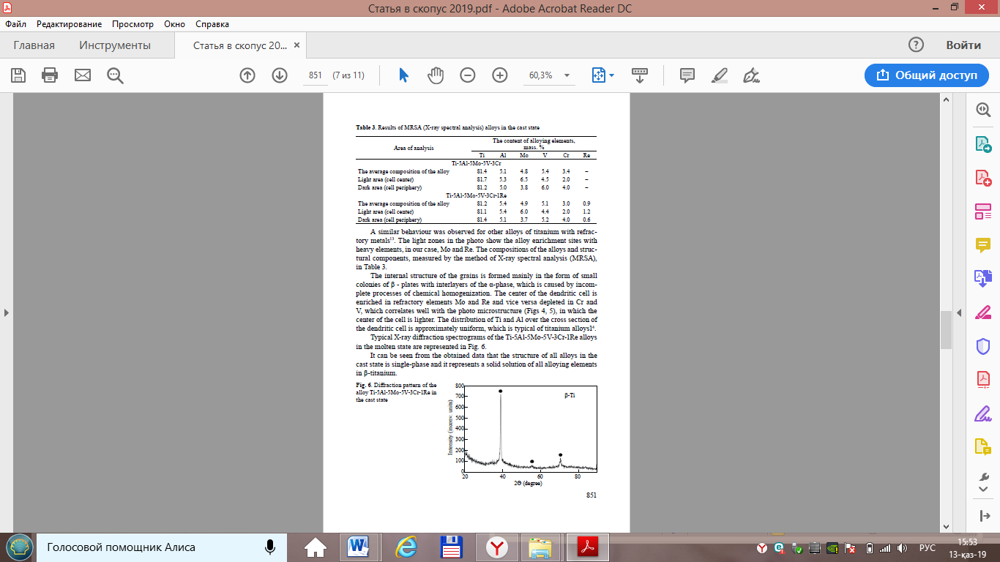 Статья в скопус 2019.pdf - Adobe Acrobat Reader DC
Файл Редактирование Просмотр Окно Справка
Главная Инструменты Статья в скопус 20... × Войти
851 (7 из 11) 60,3% Общий доступ
Table 3. Results of MRSA (X-ray spectral analysis) alloys in the cast state
Area of analysis The content of alloying elements, mass. %
Ti Al Mo V Cr Re
Ti-5Al-5Mo-5V-3Cr
The average composition of the alloy 81.4 5.1 4.8 5.4 3.4 –
Light area (cell center) 81.7 5.3 6.5 4.5 2.0 –
Dark area (cell periphery) 81.2 5.0 3.8 6.0 4.0 –
Ti-5Al-5Mo-5V-3Cr-1Re
The average composition of the alloy 81.2 5.4 4.9 5.1 3.0 0.9
Light area (cell center) 81.1 5.4 6.0 4.4 2.0 1.2
Dark area (cell periphery) 81.4 5.1 3.7 5.2 4.0 0.6
A similar behaviour was observed for other alloys of titanium with refrac-
tory metals13. The light zones in the photo show the alloy enrichment sites with
heavy elements, in our case, Mo and Re. The compositions of the alloys and struc-
tural components, measured by the method of X-ray spectral analysis (MRSA),
in Table 3.
The internal structure of the grains is formed mainly in the form of small
colonies of β - plates with interlayers of the α-phase, which is caused by incom-
plete processes of chemical homogenization. The center of the dendritic cell is
enriched in refractory elements Mo and Re and vice versa depleted in Cr and
V, which correlates well with the photo microstructure (Figs 4, 5), in which the
center of the cell is lighter. The distribution of Ti and Al over the cross section of
the dendritic cell is approximately uniform, which is typical of titanium alloys14.
Typical X-ray diffraction spectrograms of the Ti-5Al-5Mo-5V-3Cr-1Re alloys
in the molten state are represented in Fig. 6.
It can be seen from the obtained data that the structure of all alloys in the
cast state is single-phase and it represents a solid solution of all alloying elements
in β-titanium.
Fig. 6. Diffraction pattern of the
alloy Ti-5Al-5Mo-5V-3Cr-1Re in
the cast state
Intensity (inconv. units)
800
700
600
500
400
300
200
100
0
β-Ti
20 40 60 80
2Θ (degree)
851
Голосовой помощник Алиса
РУС
15:53
13-қаз-19